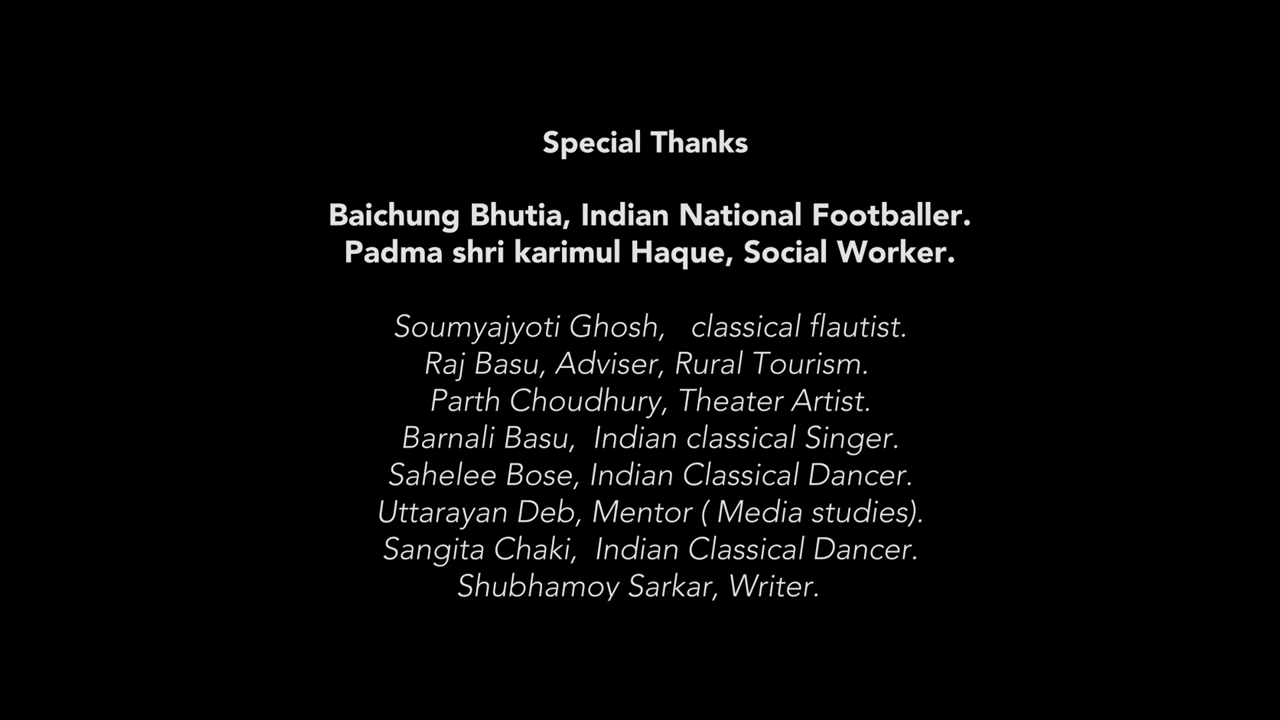 Special Thanks
Baichung Bhutia, Indian National Footballer.
Padma shri karimul Haque, Social Worker.
Soumyajyoti Ghosh,   classical flautist.
Raj Basu, Adviser, Rural Tourism.
Parth Choudhury, Theater Artist.
Barnali Basu,  Indian classical Singer.
Sahelee Bose, Indian Classical Dancer.
Uttarayan Deb, Mentor ( Media studies).
Sangita Chaki,  Indian Classical Dancer.
Shubhamoy Sarkar, Writer.